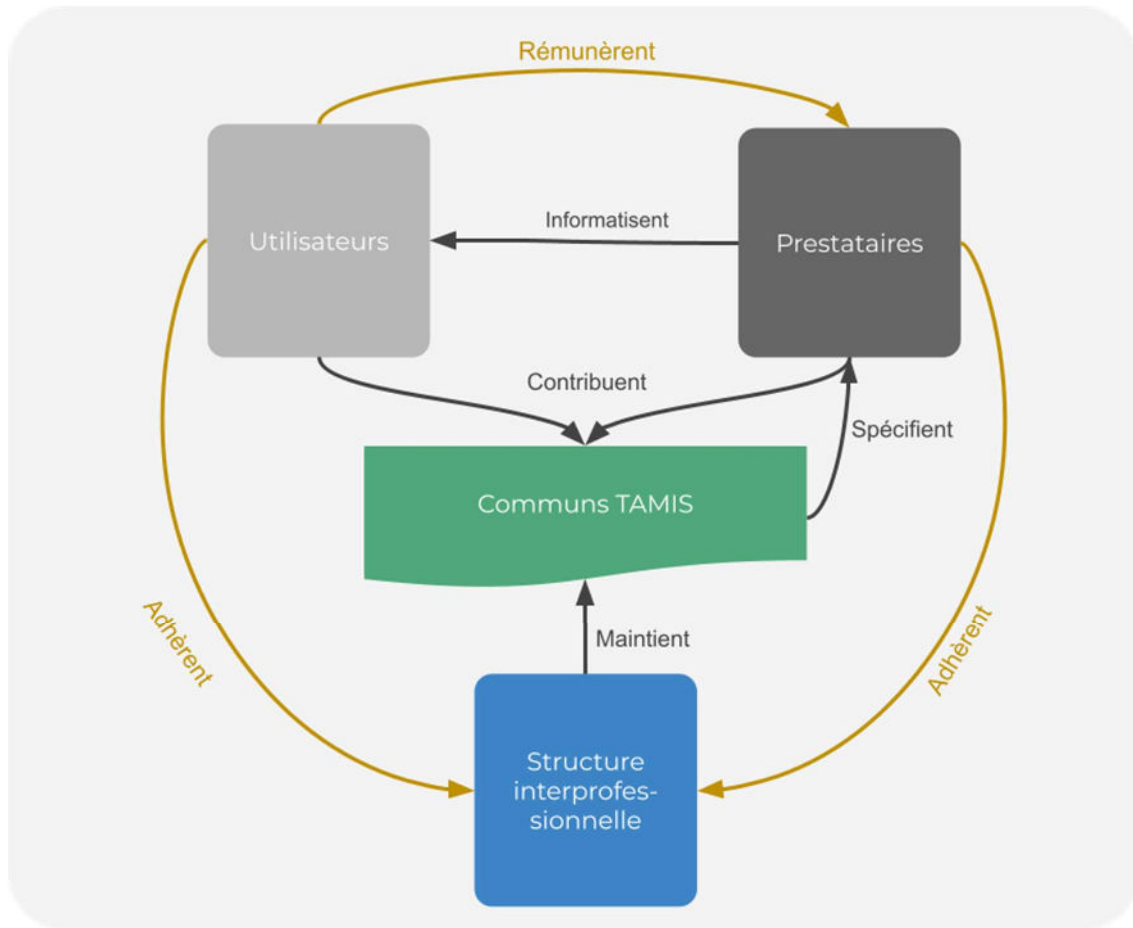 Rémunèrent
Utilisateurs
Informatisent
Prestataires
Contribuent
Spécifient
Communs TAMIS
Adhèrent
Maintient
Adhèrent
Structure
interprofes-
sionnelle